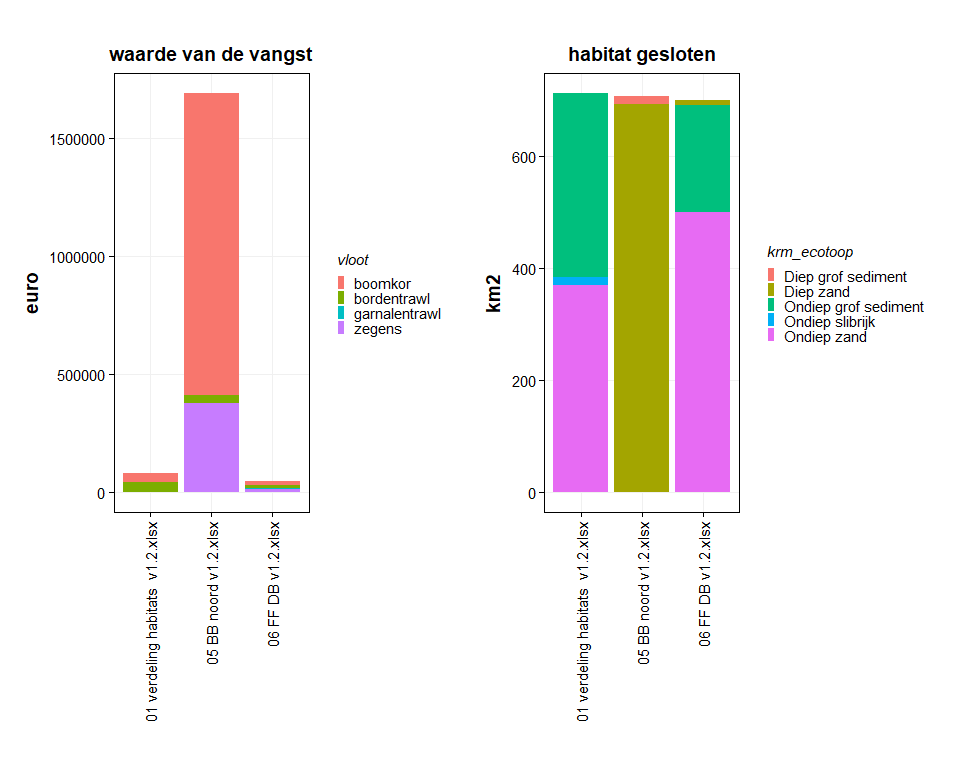 waarde van de vangst
euro
1500000
1000000
500000
0
01 verdeling habitats  v1.2.xlsx
05 BB noord v1.2.xlsx
06 FF DB v1.2.xlsx
vloot
boomkor
bordentrawl
garnalentrawl
zegens
habitat gesloten
km2
600
400
200
0
01 verdeling habitats  v1.2.xlsx
05 BB noord v1.2.xlsx
06 FF DB v1.2.xlsx
krm_ecotoop
Diep grof sediment
Diep zand
Ondiep grof sediment
Ondiep slibrijk
Ondiep zand